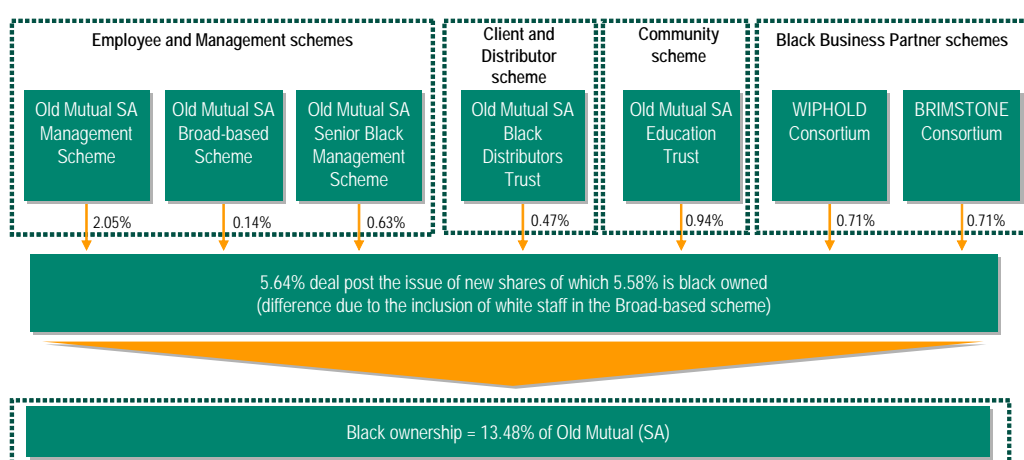 Employee and Management schemes
Client and
Distributor
scheme
Community
scheme
Black Business Partner schemes
Old Mutual SA
Management
Scheme
Old Mutual SA
Broad-based
Scheme
Old Mutual SA
Senior Black
Management
Scheme
Old Mutual SA
Black
Distributors
Trust
Old Mutual SA
Education
Trust
WIPHOLD
Consortium
BRIMSTONE
Consortium
2.05%
0.14%
0.63%
0.47%
0.94%
0.71%
0.71%
5.64% deal post the issue of new shares of which 5.58% is black owned
(difference due to the inclusion of white staff in the Broad-based scheme)
Black ownership = 13.48% of Old Mutual (SA)